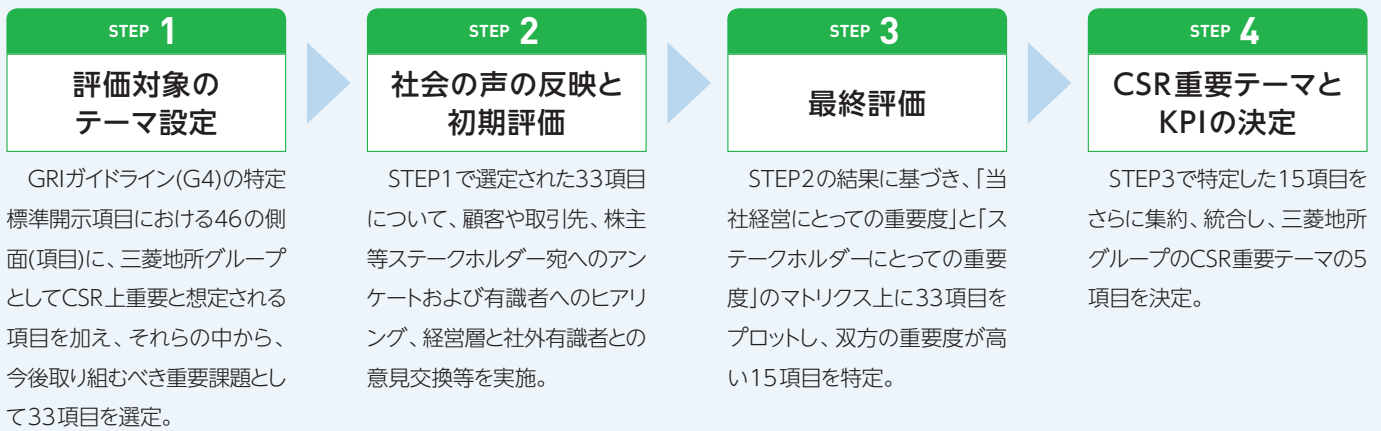 STEP 1
評価対象の
テーマ設定
GRIガイドライン(G4)の特定
標準開示項目における46の側
面(項目)に、三菱地所グループ
としてCSR上重要と想定される
項目を加え、それらの中から、
今後取り組むべき重要課題とし
て33項目を選定。
STEP 2
社会の声の反映と
初期評価
STEP1で選定された33項目
について、顧客や取引先、株主
等ステークホルダー宛へのアン
ケートおよび有識者へのヒアリ
ング、経営層と社外有識者との
意見交換等を実施。
STEP 3
最終評価
STEP2の結果に基づき、「当
社経営にとっての重要度」と「ス
テークホルダーにとっての重要
度」のマトリクス上に33項目を
プロットし、双方の重要度が高
い15項目を特定。
STEP 4
CSR重要テーマと
KPIの決定
STEP3で特定した15項目を
さらに集約、統合し、三菱地所
グループのCSR重要テーマの5
項目を決定。